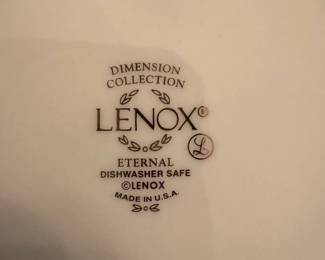 DIMENSION
COLLECTION
LENOX®
L
ETERNAL
DISHWASHER SAFE
©LENOX
MADE IN U.S.A.